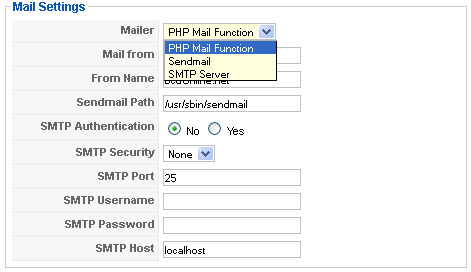 Mail Settings
Mailer PHP Mail Function
PHP Mail Function
Mail from
Sendmail
SMTP Server
From Name
Sendmail Path /usr/sbin/sendmail
SMTP Authentication No Yes
SMTP Security None
SMTP Port 25
SMTP Username
SMTP Password
SMTP Host localhost